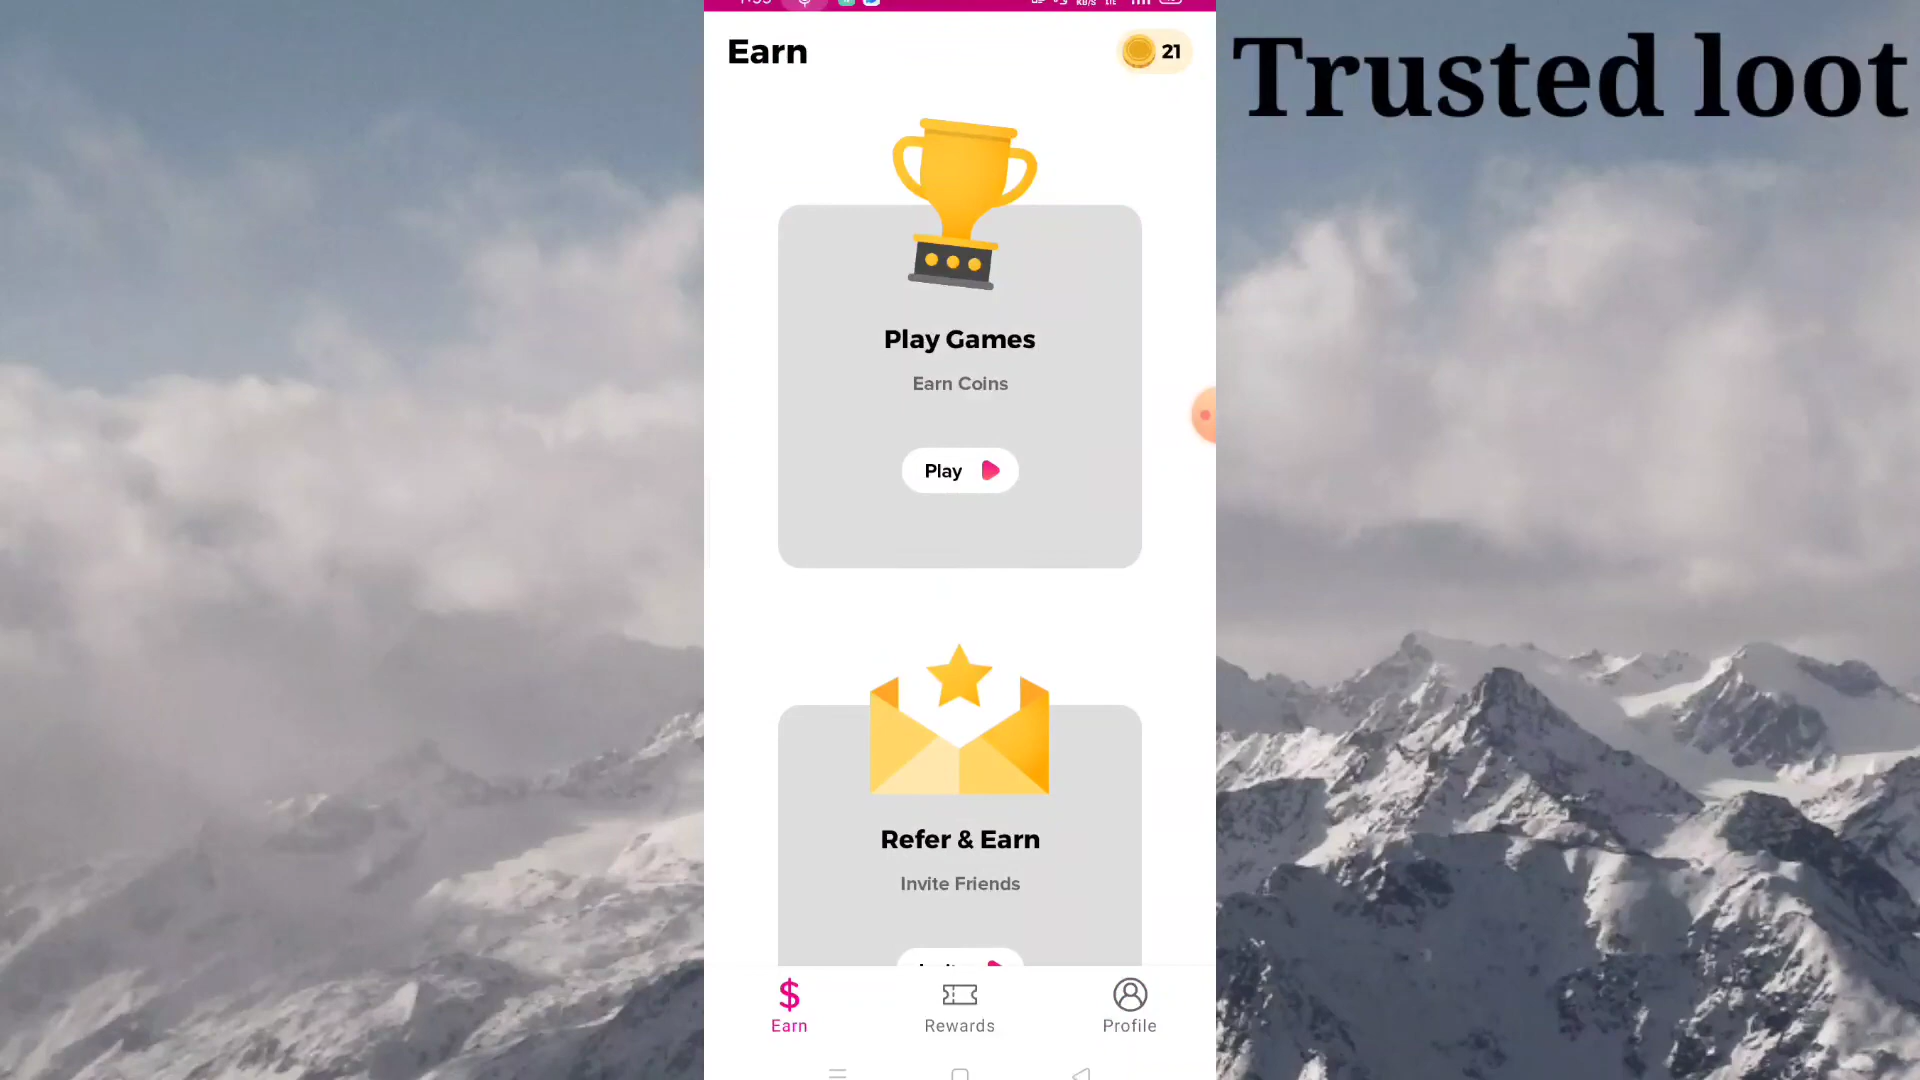 Earn
21
Trusted loot
Play Games
Earn Coins
Play
Refer & Earn
Invite Friends
Earn
Rewards
Profile